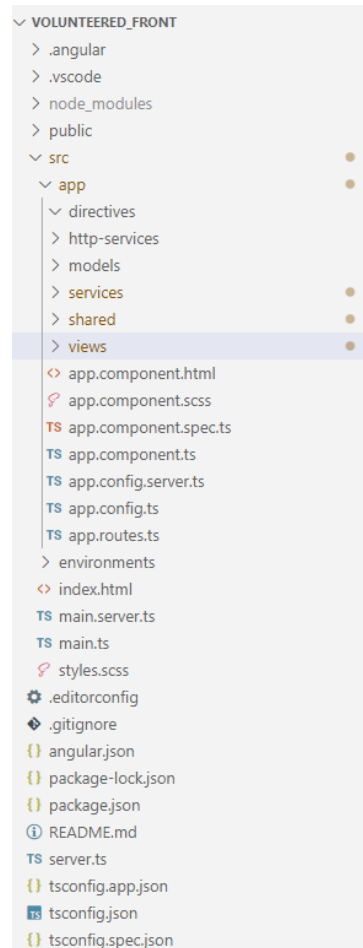 VOLUNTEERED_FRONT
.angular
.vscode
node_modules
public
src
app
directives
http-services
models
services
shared
views
<> app.component.html
app.component.scss
TS app.component.spec.ts
TS app.component.ts
TS app.config.server.ts
TS app.config.ts
TS app.routes.ts
environments
<> index.html
TS main.server.ts
TS main.ts
styles.scss
.editorconfig
.gitignore
{} angular.json
{} package-lock.json
{} package.json
README.md
TS server.ts
{} tsconfig.app.json
TS tsconfig.json
{} tsconfig.spec.json